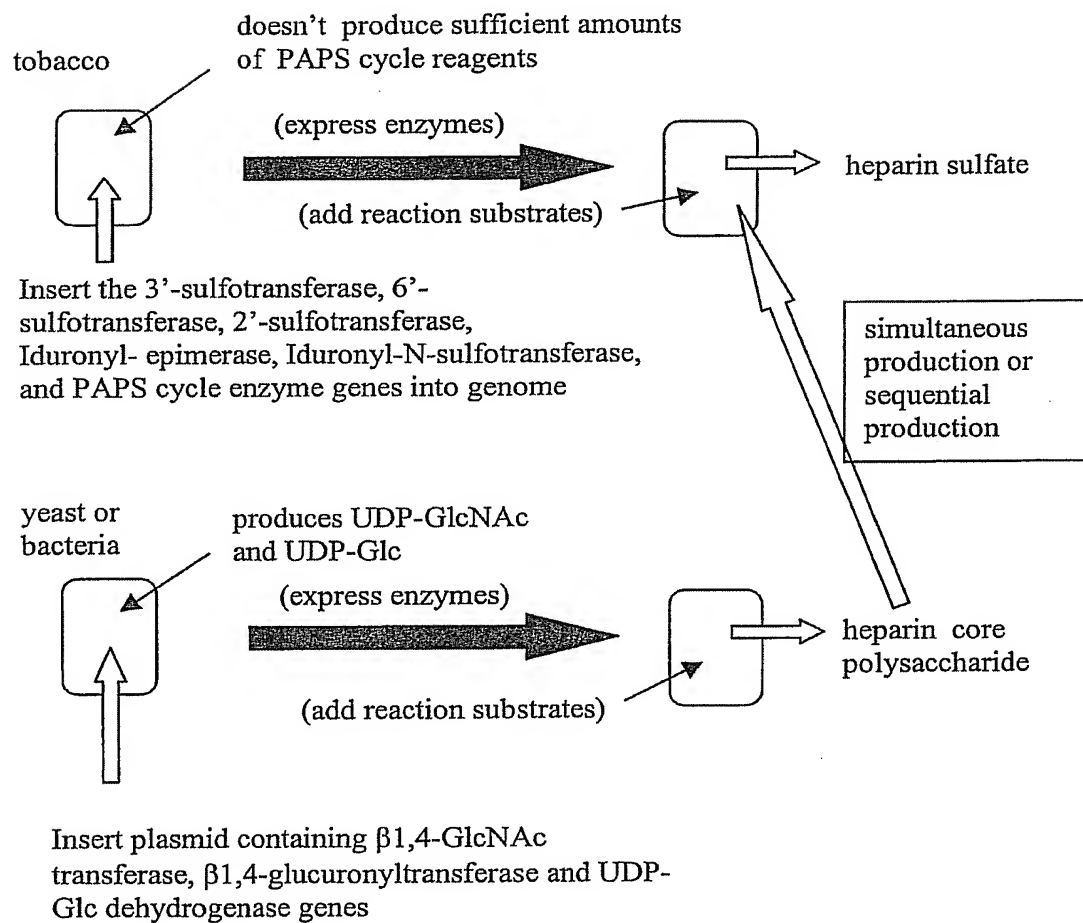 doesn't produce sufficient amounts
of PAPS cycle reagents
tobacco
(express enzymes)
(add reaction substrates)
heparin sulfate
Insert the 3’-sulfotransferase, 6’-
sulfotransferase, 2’-sulfotransferase,
Iduronyl- epimerase, Iduronyl-N-sulfotransferase,
and PAPS cycle enzyme genes into genome
simultaneous
production or
sequential
production
yeast or
bacteria
produces UDP-GlcNAc
and UDP-Glc
(express enzymes)
(add reaction substrates)
heparin core
polysaccharide
Insert plasmid containing β1,4-GlcNAc
transferase, β1,4-glucuronyltransferase and UDP-
Glc dehydrogenase genes